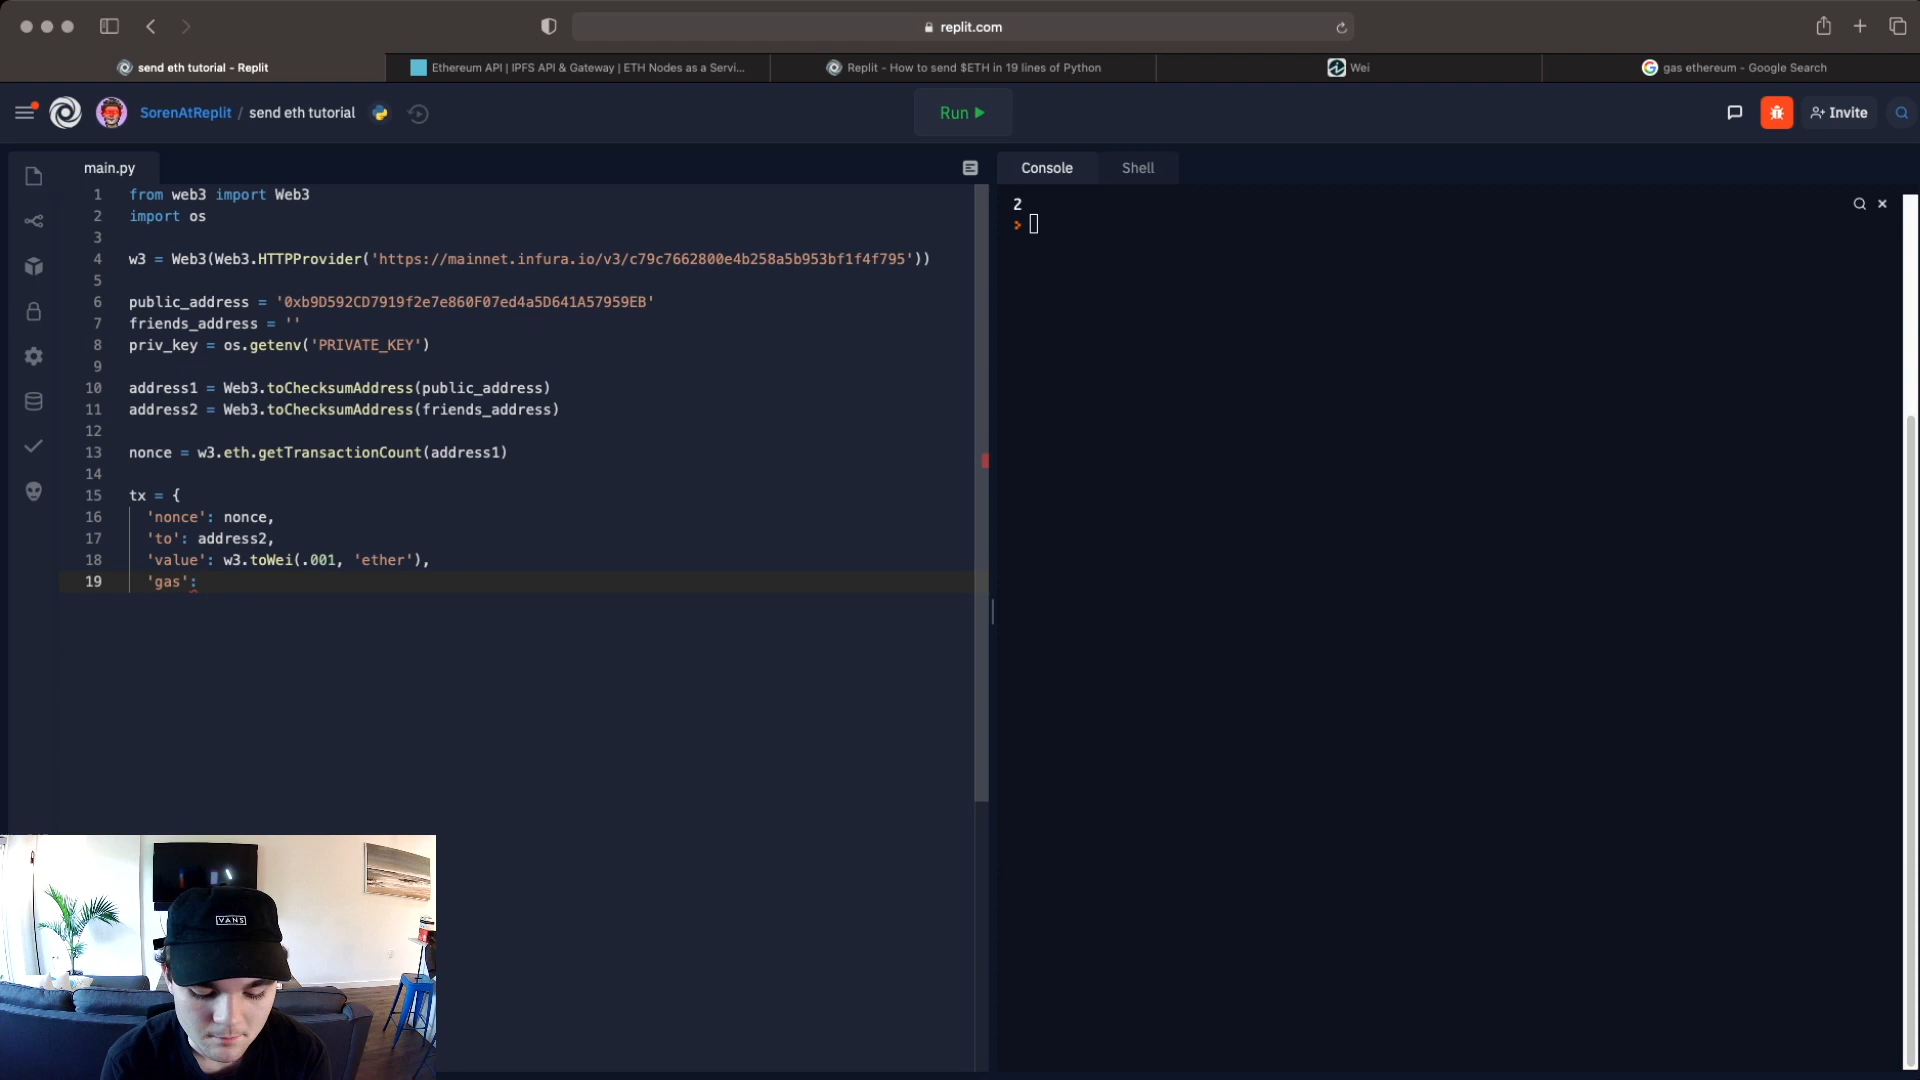 replit.com
send eth tutorial - Replit
Ethereum API | IPFS API & Gateway | ETH Nodes as a Servi...
Replit - How to send $ETH in 19 lines of Python
Wei
gas ethereum - Google Search
SorenAtReplit / send eth tutorial
Run
Invite
main.py
Console
Shell
1 from web3 import Web3
2 import os
3
4 w3 = Web3(Web3.HTTPProvider('https://mainnet.infura.io/v3/c79c7662800e4b258a5b953bf1f4f795'))
5
6 public_address = '0xb9D592CD7919f2e7e860F07ed4a5D641A57959EB'
7 friends_address = ''
8 priv_key = os.getenv('PRIVATE_KEY')
9
10 address1 = Web3.toChecksumAddress(public_address)
11 address2 = Web3.toChecksumAddress(friends_address)
12
13 nonce = w3.eth.getTransactionCount(address1)
14
15 tx = {
16 'nonce': nonce,
17 'to': address2,
18 'value': w3.toWei(.001, 'ether'),
19 'gas':
2
>
VANS